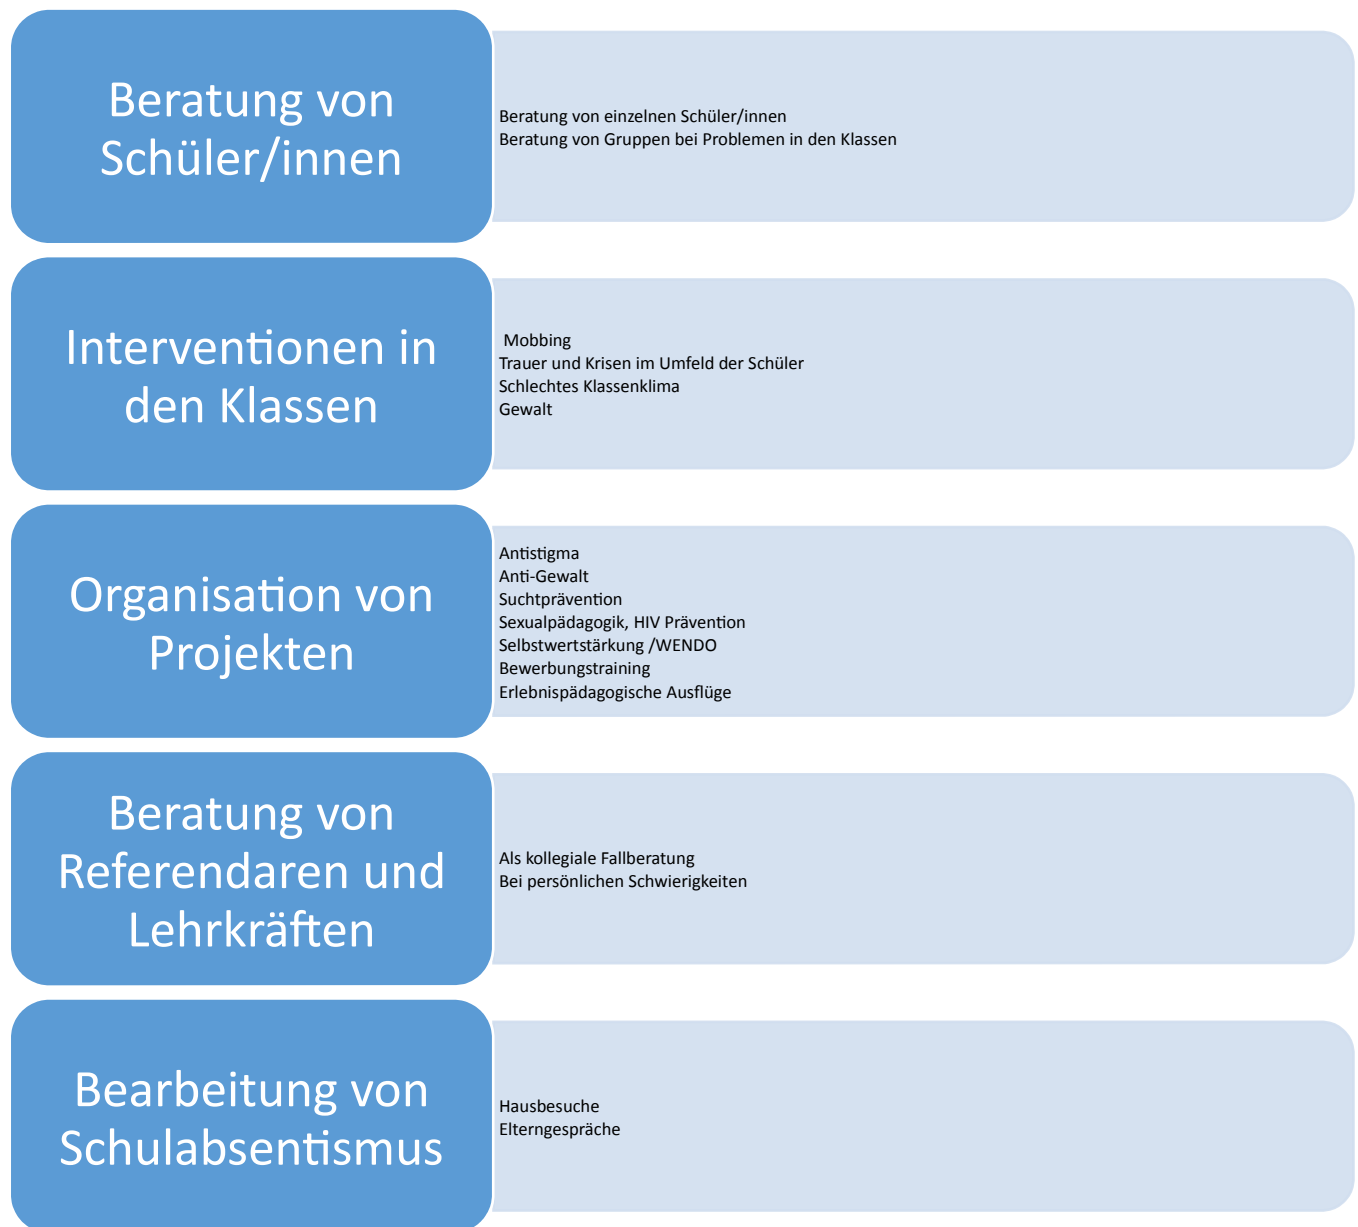 Beratung von
Schüler/innen
Beratung von einzelnen Schüler/innen
Beratung von Gruppen bei Problemen in den Klassen
Interventionen in
den Klassen
Mobbing
Trauer und Krisen im Umfeld der Schüler
Schlechtes Klassenklima
Gewalt
Organisation von
Projekten
Antistigma
Anti-Gewalt
Suchtprävention
Sexualpädagogik, HIV Prävention
Selbstwertstärkung /WENDO
Bewerbungstraining
Erlebnispädagogische Ausflüge
Beratung von
Referendaren und
Lehrkräften
Als kollegiale Fallberatung
Bei persönlichen Schwierigkeiten
Bearbeitung von
Schulabsentismus
Hausbesuche
Elterngespräche